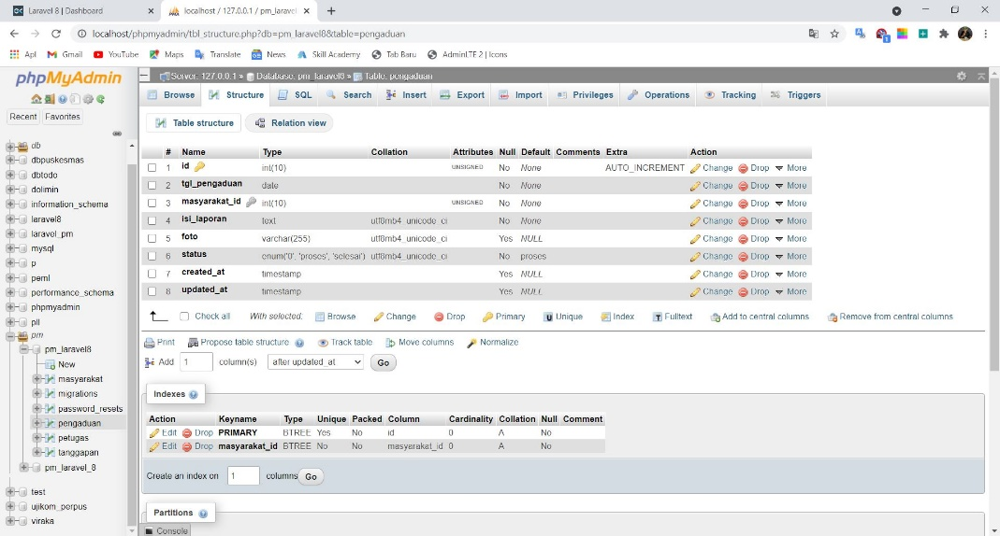 Laravel 8 | Dashboard
localhost / 127.0.0.1 / pm_laravel
localhost/phpmyadmin/tbl_structure.php?db=pm_laravel8&table=pengaduan
Apl Gmail YouTube Maps Translate News Skill Academy Tab Baru AdminLTE 2 | Icons
phpMyAdmin
Recent Favorites
db
dbpuskesmas
dbtodo
dolimin
information_schema
laravel8
laravel_pm
mysql
p
peml
performance_schema
phpmyadmin
pil
pm
pm_laravel8
New
masyarakat
migrations
password_resets
pengaduan
petugas
tanggapan
pm_laravel_8
test
ujikom_perpus
viraka
Server: 127.0.0.1 » Database: pm_laravel8 » Table: pengaduan
Browse Structure SQL Search Insert Export Import Privileges Operations Tracking Triggers
Table structure Relation view
# Name Type Collation Attributes Null Default Comments Extra Action
1 id int(10) UNSIGNED No None AUTO_INCREMENT Change Drop More
2 tgl_pengaduan date No None Change Drop More
3 masyarakat_id int(10) UNSIGNED No None Change Drop More
4 isi_laporan text utf8mb4_unicode_ci No None Change Drop More
5 foto varchar(255) utf8mb4_unicode_ci Yes NULL Change Drop More
6 status enum('0', 'proses', 'selesai') utf8mb4_unicode_ci No proses Change Drop More
7 created_at timestamp Yes NULL Change Drop More
8 updated_at timestamp Yes NULL Change Drop More
Check all With selected: Browse Change Drop Primary Unique Index Fulltext Add to central columns Remove from central columns
Print Propose table structure Track table Move columns Normalize
Add 1 column(s) after updated_at Go
Indexes
Action Keyname Type Unique Packed Column Cardinality Collation Null Comment
Edit Drop PRIMARY BTREE Yes No id 0 A No
Edit Drop masyarakat_id BTREE No No masyarakat_id 0 A No
Create an index on 1 columns Go
Partitions
Console